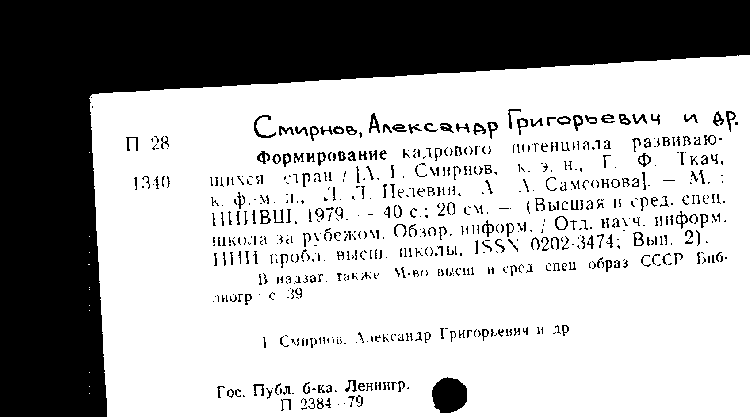 Смирнов, Александр Григорьевич и др.
П 28
Формирование кадрового потенциала развиваю-
1340
щихся стран / [А. Г. Смирнов, к. э. н., Г. Ф. Ткач,
к. ф.-м. н., Л. Л. Пелевин, А. А. Самсонова]. — М. :
НИИВШ, 1979. — 40 с.; 20 см. — (Высшая и сред. спец.
школа за рубежом. Обзор. информ. / Отд. науч. информ.
НИИ пробл. высш. школы, ISSN 0202-3474; Вып. 2).
В надзаг. также М-во высш и сред спец образ СССР Биб-
лиогр с 39
1 Смирнов, Александр Григорьевич и др
Гос. Публ. б-ка. Ленингр.
П 2384—79